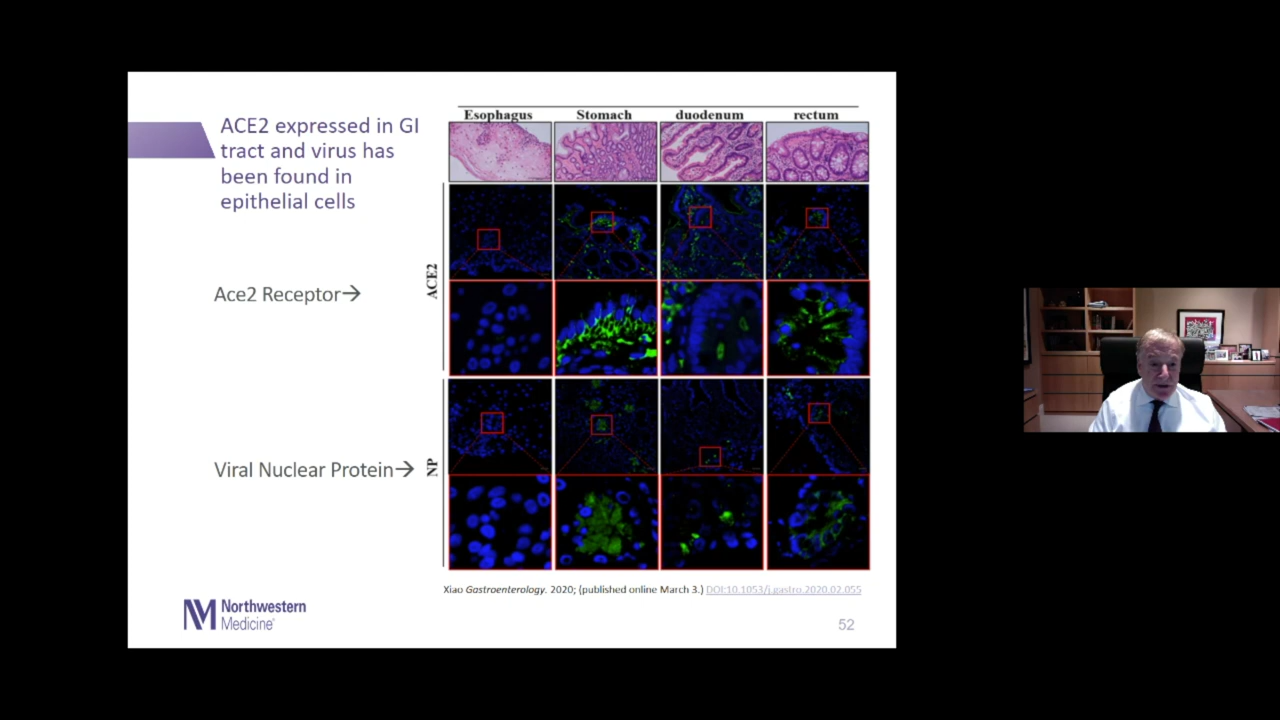 ACE2 expressed in GI
tract and virus has
been found in
epithelial cells
Esophagus Stomach duodenum rectum
ACE2
Ace2 Receptor→
NP
Viral Nuclear Protein→
Xiao Gastroenterology. 2020; (published online March 3.) DOI:10.1053/j.gastro.2020.02.055
Northwestern
Medicine®
52